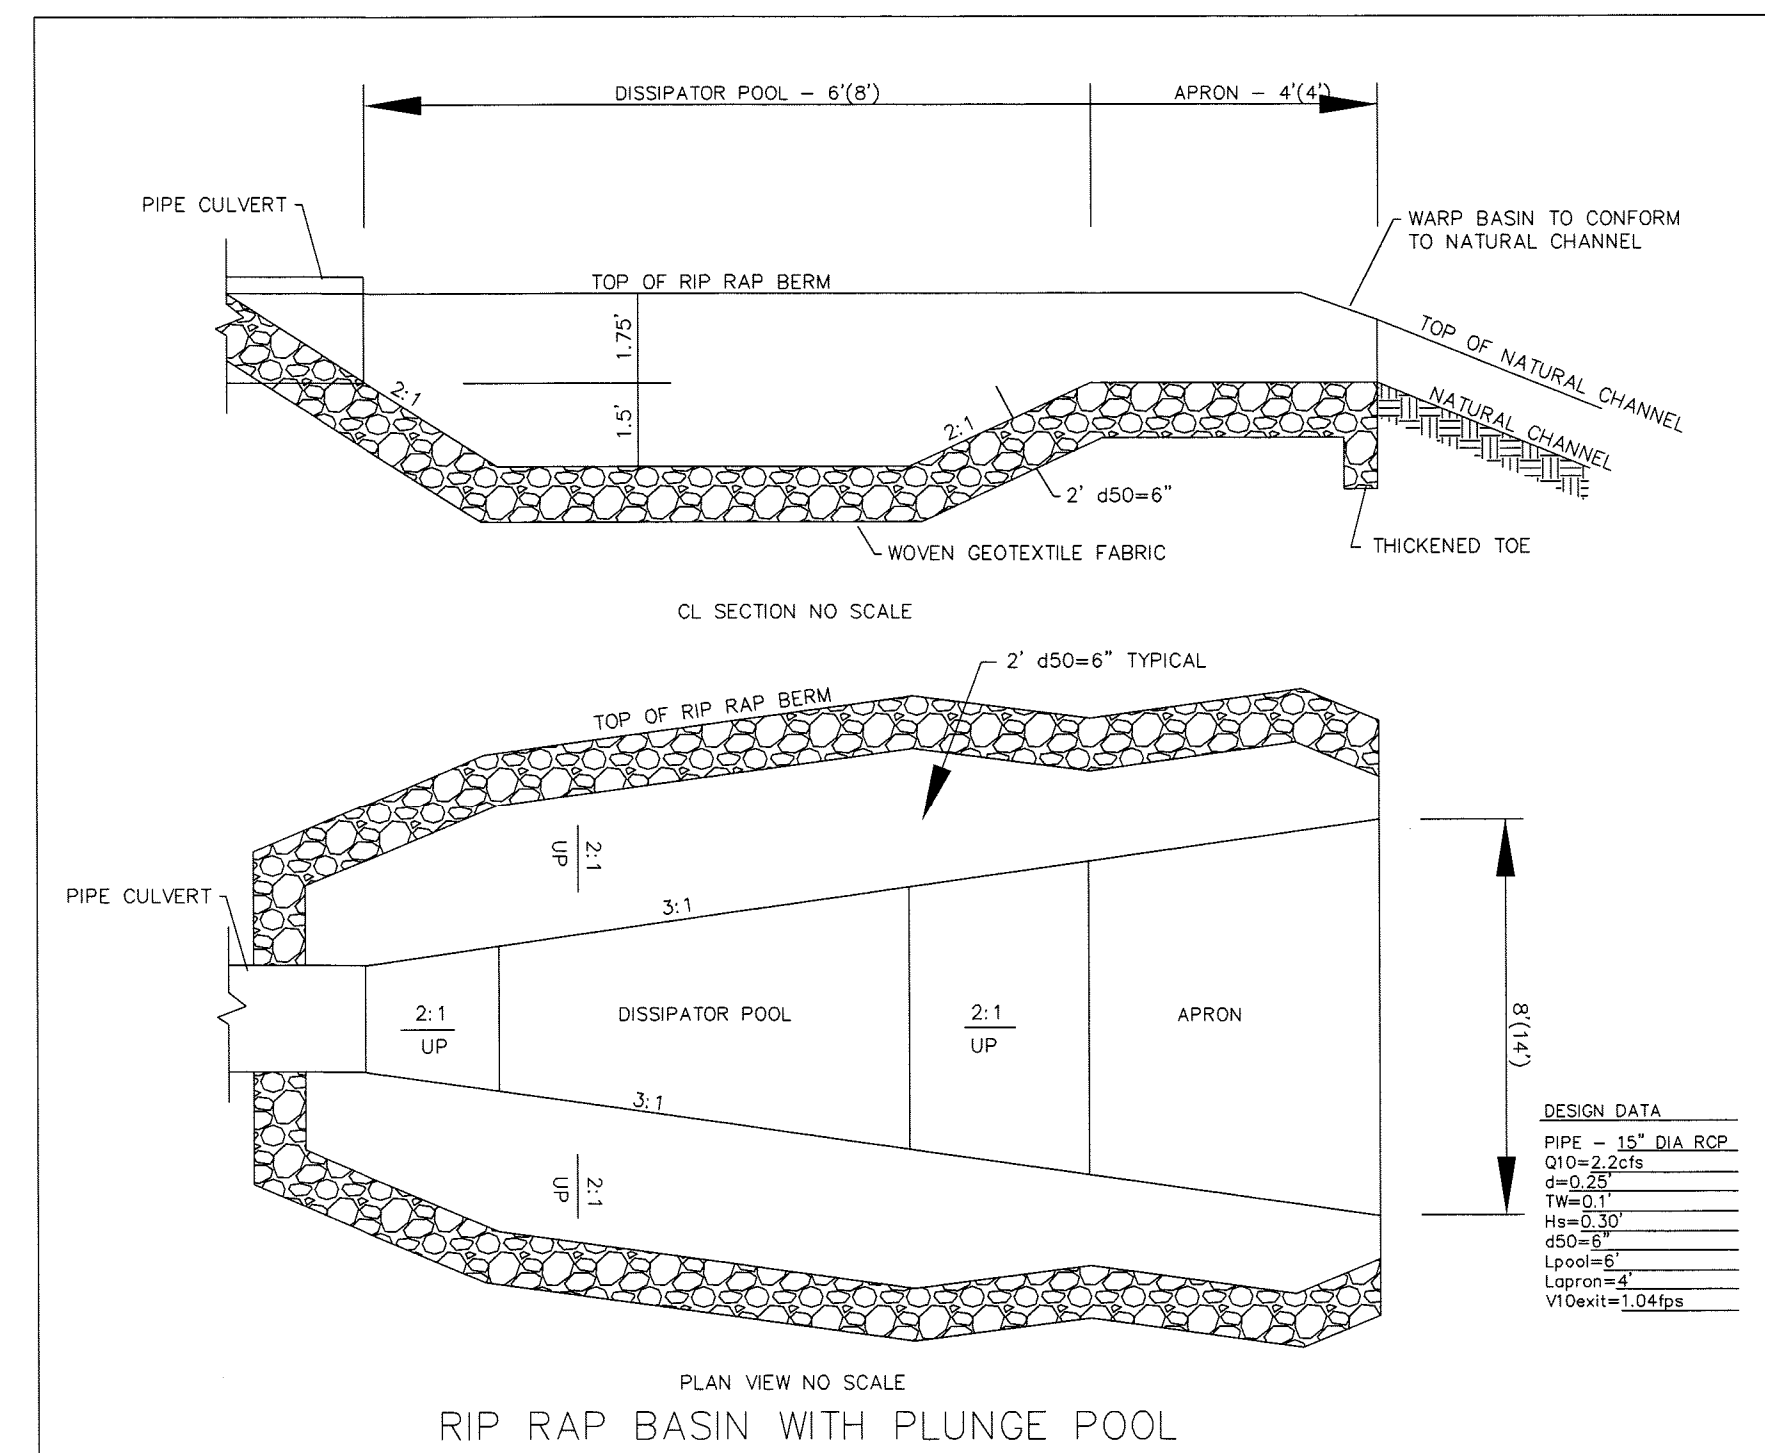 DISSIPATOR POOL – 6'(8')
APRON – 4'(4')
PIPE CULVERT
WARP BASIN TO CONFORM
TO NATURAL CHANNEL
TOP OF RIP RAP BERM
1.75'
TOP OF NATURAL CHANNEL
2:1
1.5'
2:1
NATURAL CHANNEL
2' d50=6"
WOVEN GEOTEXTILE FABRIC
THICKENED TOE
CL SECTION NO SCALE
2' d50=6" TYPICAL
TOP OF RIP RAP BERM
2:1
UP
PIPE CULVERT
3:1
2:1
UP
DISSIPATOR POOL
2:1
UP
APRON
8'(14')
3:1
2:1
UP
DESIGN DATA
PIPE – 15" DIA RCP
Q10=2.2cfs
d=0.25'
TW=0.1'
Hs=0.30'
d50=6"
Lpool=6'
Lapron=4'
V10exit=1.04fps
PLAN VIEW NO SCALE
RIP RAP BASIN WITH PLUNGE POOL